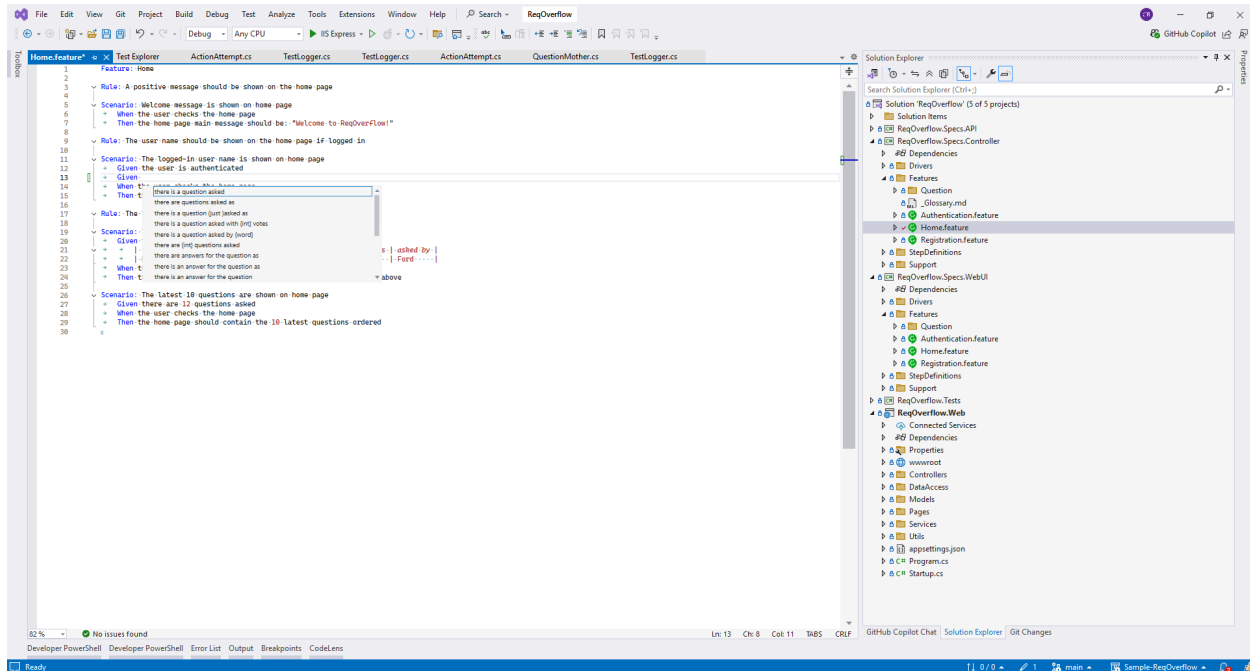 File Edit View Git Project Build Debug Test Analyze Tools Extensions Window Help Search ReqOverflow CR
Debug Any CPU IIS Express GitHub Copilot
Toolbox
Home.feature* Test Explorer ActionAttempt.cs TestLogger.cs TestLogger.cs ActionAttempt.cs QuestionMother.cs TestLogger.cs
1 Feature: Home
2
3 Rule: A positive message should be shown on the home page
4
5 Scenario: Welcome message is shown on home page
6 When the user checks the home page
7 Then the home page main message should be: "Welcome to ReqOverflow!"
8
9 Rule: The user name should be shown on the home page if logged in
10
11 Scenario: The logged-in user name is shown on home page
12 Given the user is authenticated
13 Given
14 When the user checks the home page
15 Then t
16
17 Rule: The
18
19 Scenario:
20 Given
21 | s | asked by |
22 | | Ford |
23 When t
24 Then t above
25
26 Scenario: The latest 10 questions are shown on home page
27 Given there are 12 questions asked
28 When the user checks the home page
29 Then the home page should contain the 10 latest questions ordered
30
there is a question asked
there are questions asked as
there is a question (just )asked as
there is a question asked with {int} votes
there is a question asked by {word}
there are {int} questions asked
there are answers for the question as
there is an answer for the question as
there is an answer for the question
82 % No issues found Ln: 13 Ch: 8 Col: 11 TABS CRLF
Developer PowerShell Developer PowerShell Error List Output Breakpoints CodeLens
Solution Explorer
Search Solution Explorer (Ctrl+;)
Solution 'ReqOverflow' (5 of 5 projects)
Solution Items
ReqOverflow.Specs.API
ReqOverflow.Specs.Controller
Dependencies
Drivers
Features
Question
_Glossary.md
Authentication.feature
Home.feature
Registration.feature
StepDefinitions
Support
ReqOverflow.Specs.WebUI
Dependencies
Drivers
Features
Question
Authentication.feature
Home.feature
Registration.feature
StepDefinitions
Support
ReqOverflow.Tests
ReqOverflow.Web
Connected Services
Dependencies
Properties
wwwroot
Controllers
DataAccess
Models
Pages
Services
Utils
appsettings.json
C# Program.cs
C# Startup.cs
GitHub Copilot Chat Solution Explorer Git Changes
Properties
Ready 0 / 0 1 main Sample-ReqOverflow